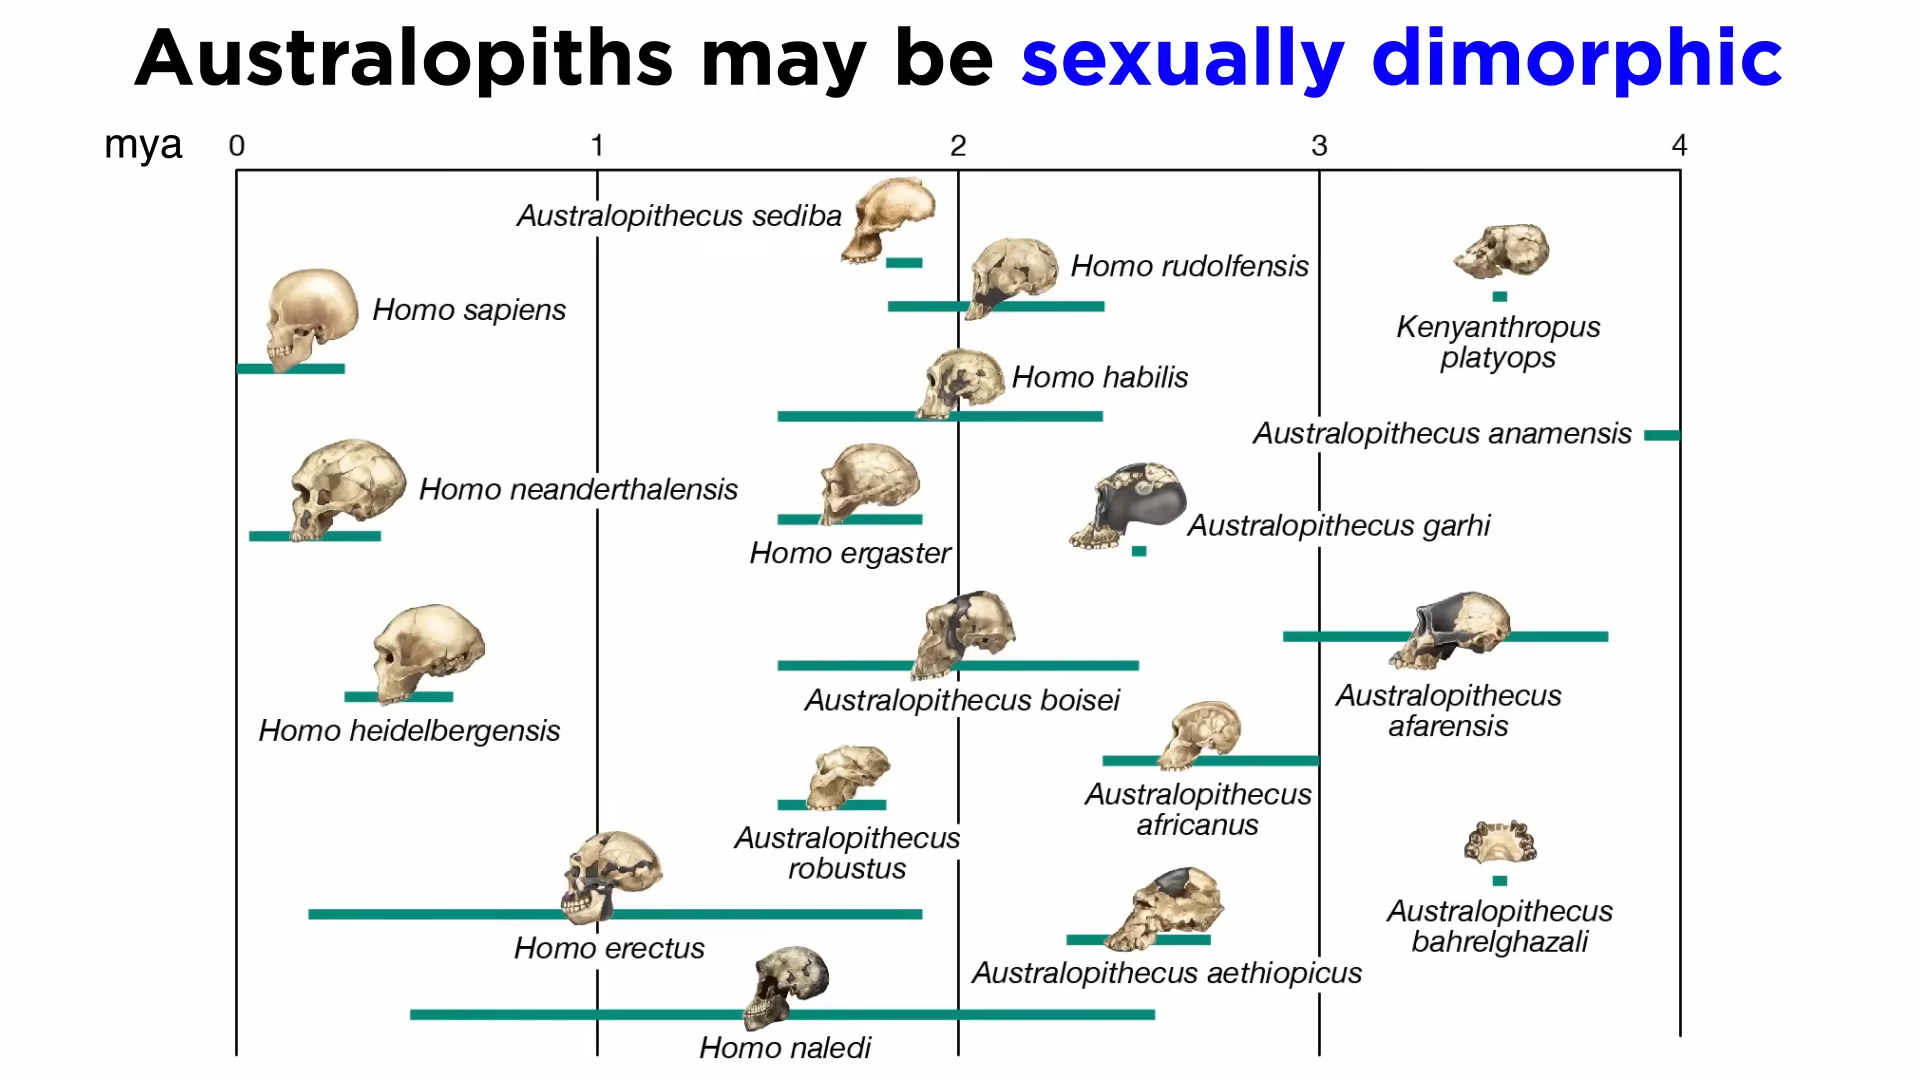 Australopiths may be sexually dimorphic
mya 0 1 2 3 4
Australopithecus sediba
Homo rudolfensis
Homo sapiens
Kenyanthropus
platyops
Homo habilis
Australopithecus anamensis
Homo neanderthalensis
Australopithecus garhi
Homo ergaster
Australopithecus boisei
Australopithecus
afarensis
Homo heidelbergensis
Australopithecus
africanus
Australopithecus
robustus
Australopithecus
bahrelghazali
Homo erectus
Australopithecus aethiopicus
Homo naledi